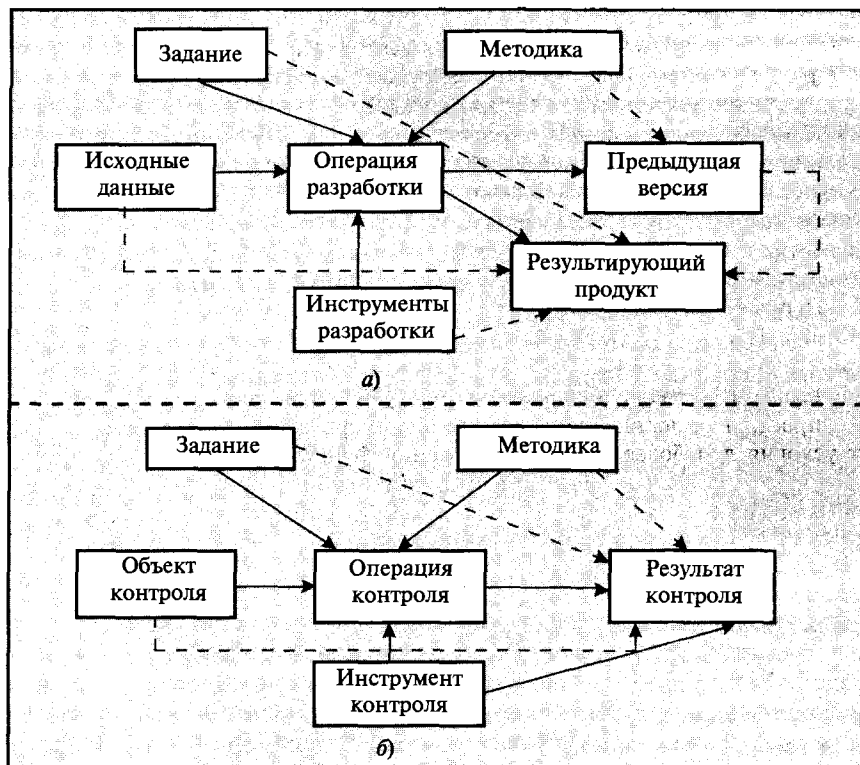 Задание
Методика
Исходные
данные
Операция
разработки
Предыдущая
версия
Результирующий
продукт
Инструменты
разработки
а)
Задание
Методика
Объект
контроля
Операция
контроля
Результат
контроля
Инструмент
контроля
б)